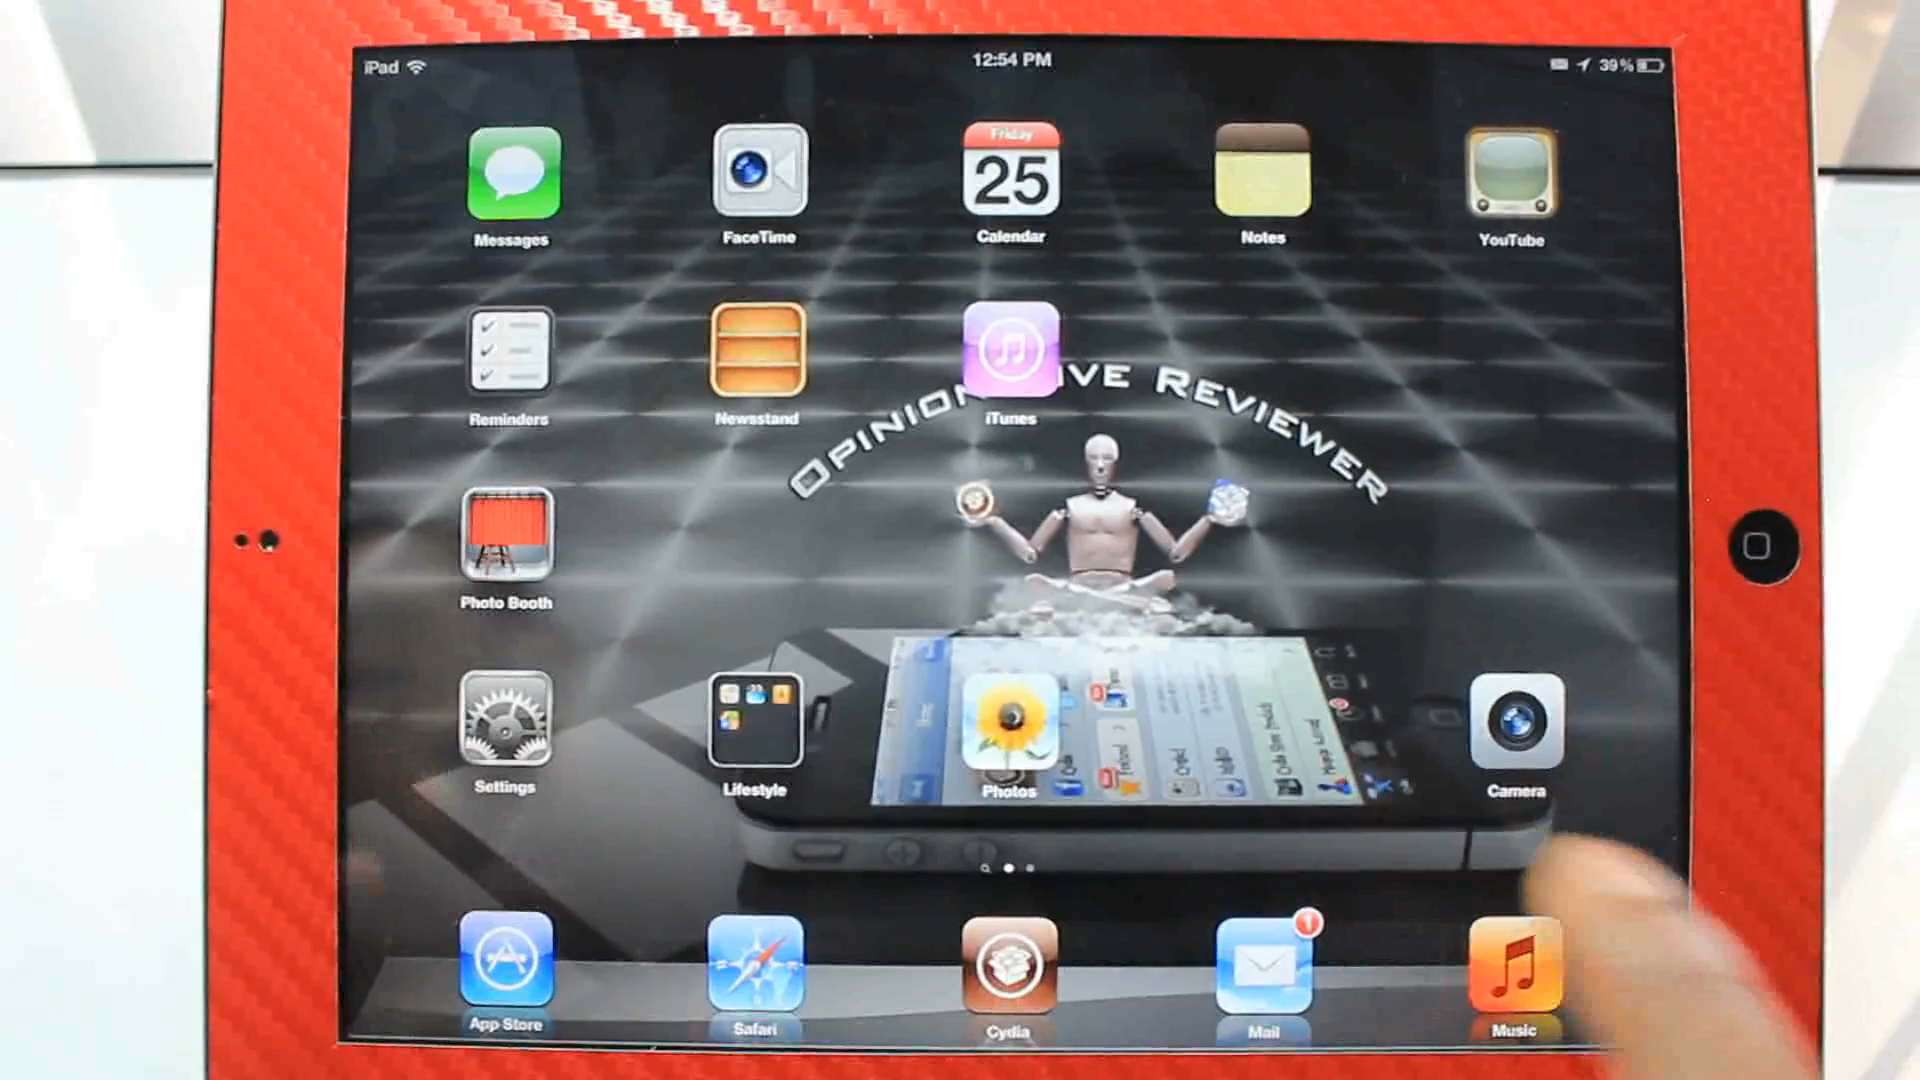 iPad 12:54 PM 39%
Friday
25
Messages FaceTime Calendar Notes YouTube
Reminders Newsstand iTunes
Opinion ive Reviewer
Photo Booth
Settings Lifestyle Photos Camera
1
App Store Safari Cydia Mail Music